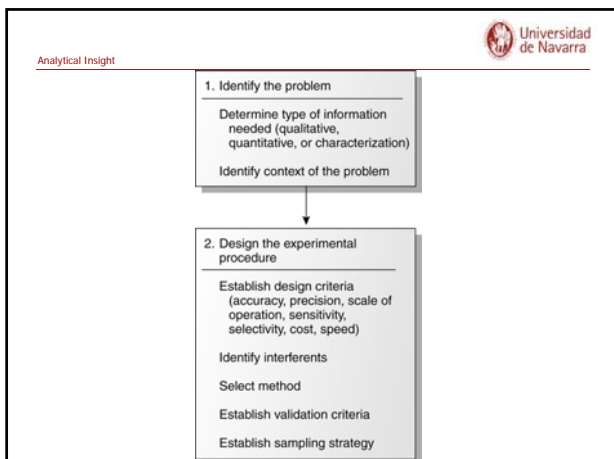 Universidad
de Navarra
Analytical Insight
1. Identify the problem
Determine type of information
needed (qualitative,
quantitative, or characterization)
Identify context of the problem
2. Design the experimental
procedure
Establish design criteria
(accuracy, precision, scale of
operation, sensitivity,
selectivity, cost, speed)
Identify interferents
Select method
Establish validation criteria
Establish sampling strategy